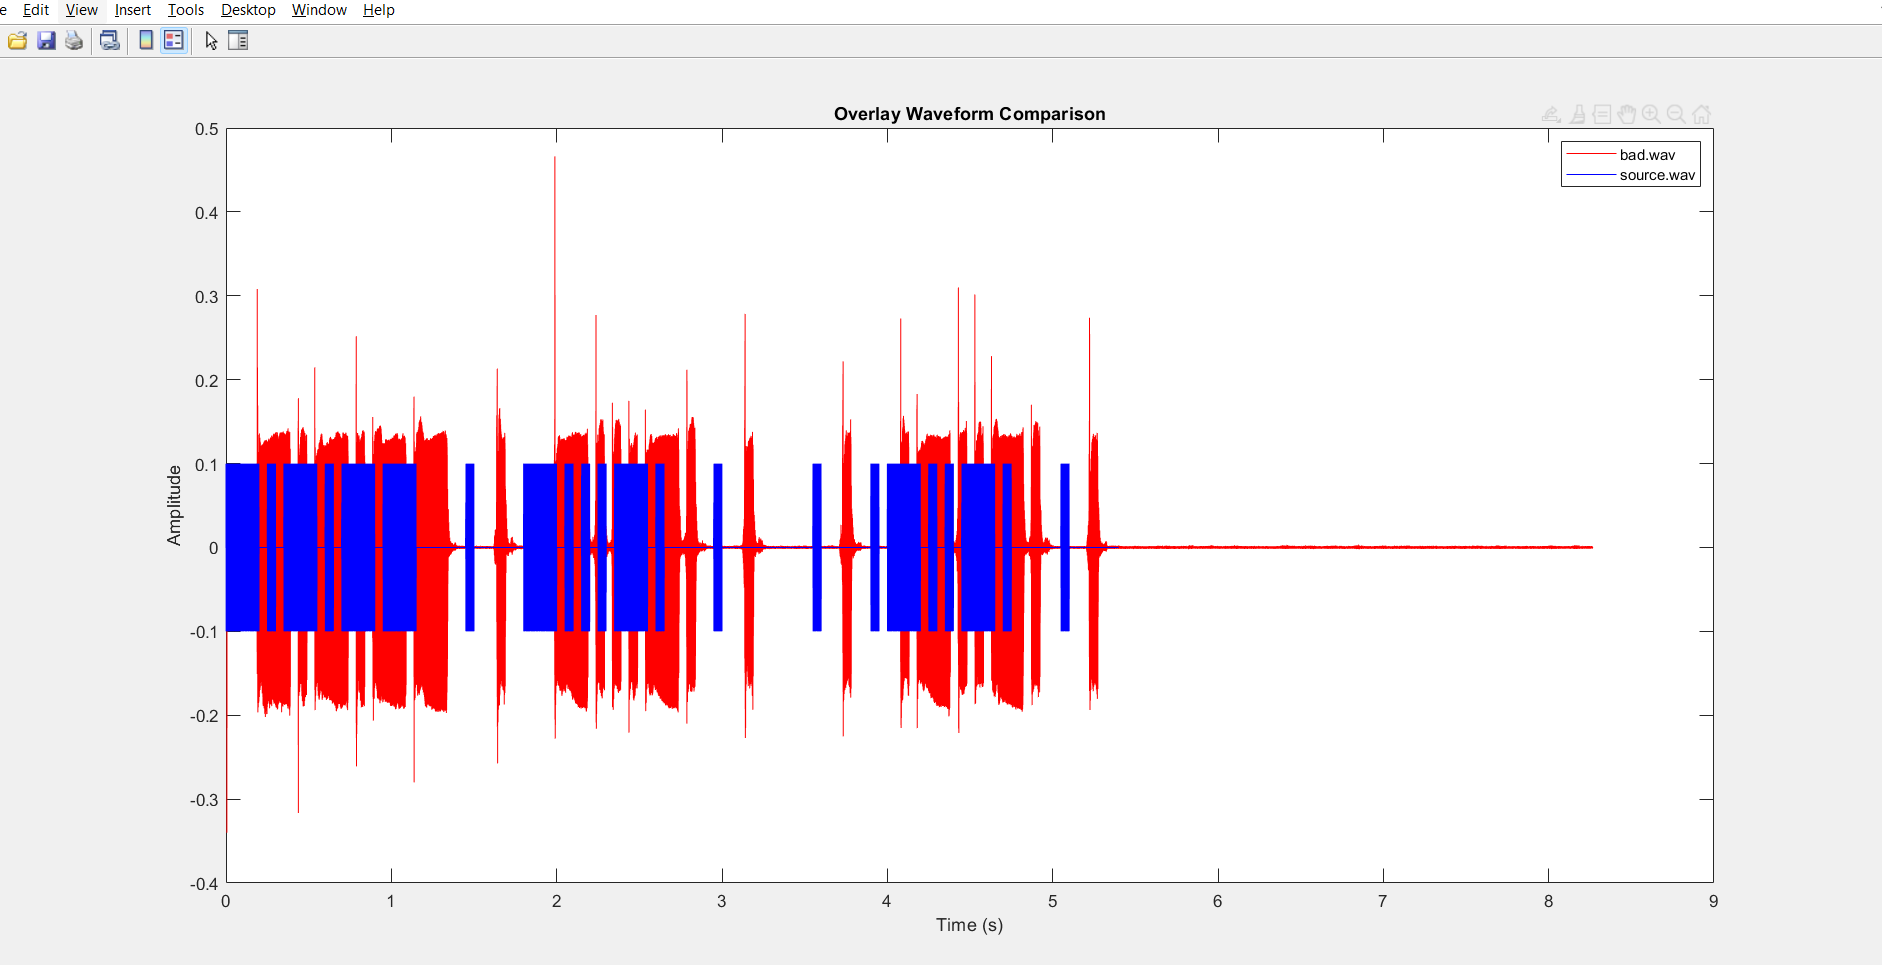 e Edit View Insert Tools Desktop Window Help
Overlay Waveform Comparison
bad.wav
source.wav
0.5
0.4
0.3
0.2
0.1
0
-0.1
-0.2
-0.3
-0.4
Amplitude
0 1 2 3 4 5 6 7 8 9
Time (s)